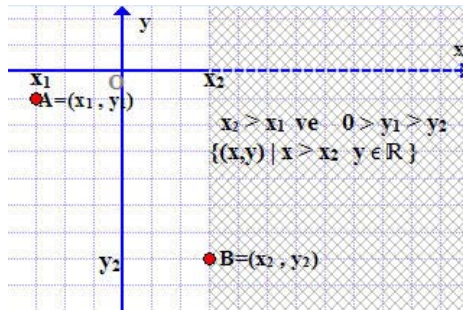 y
x
x₁ O x₂
A=(x₁ , y₁)
x₂ > x₁ ve 0 > y₁ > y₂
{(x,y) | x > x₂ y ∈ ℝ }
y₂ B=(x₂ , y₂)